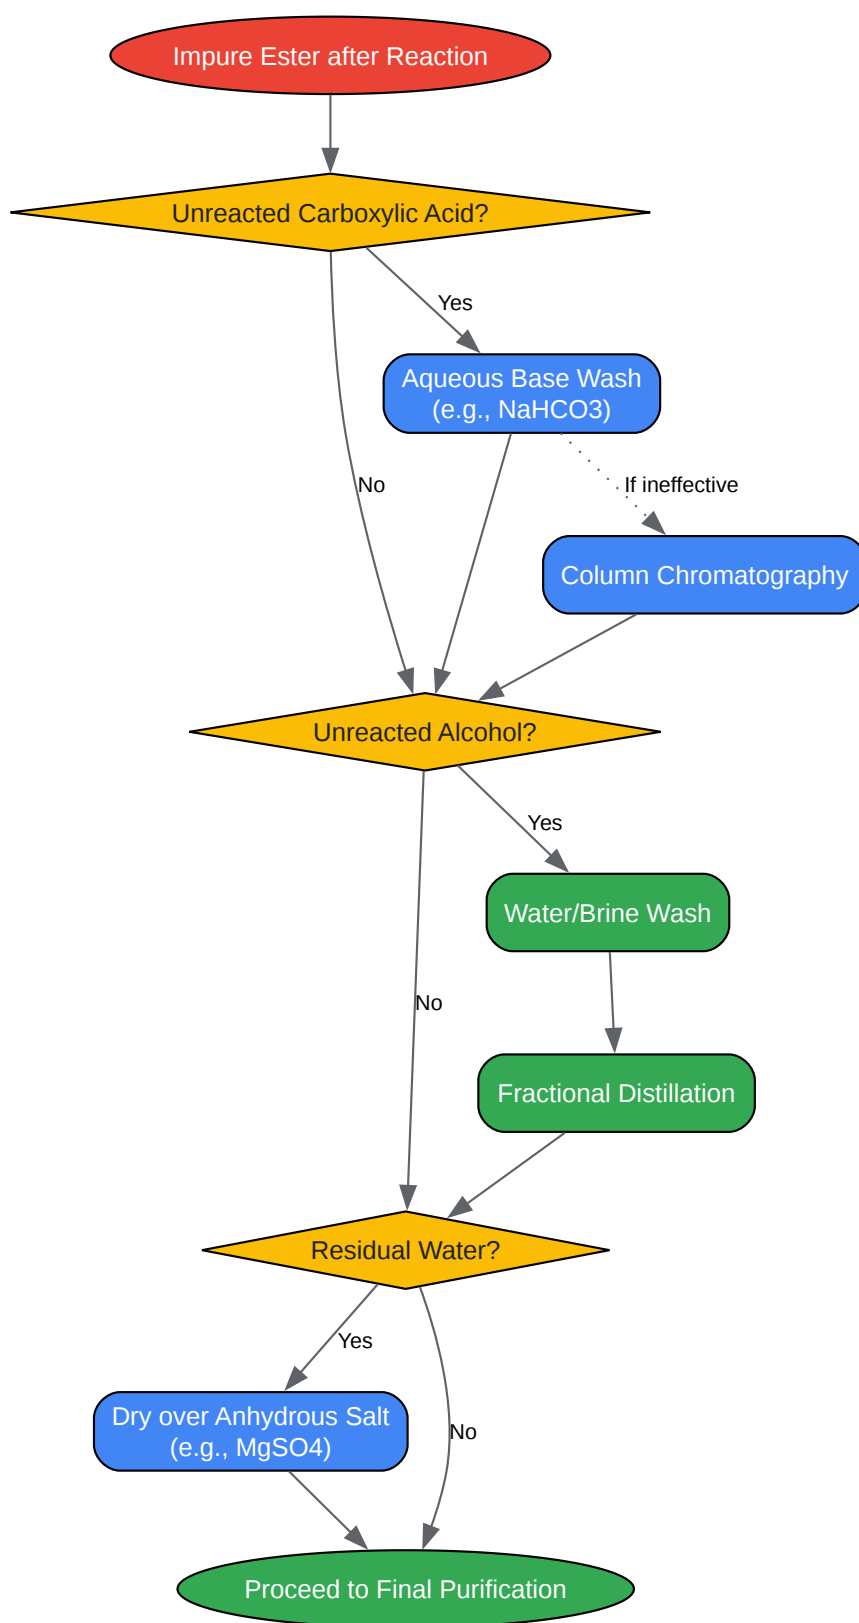 Impure Ester after Reaction
Unreacted Carboxylic Acid?
Yes
Aqueous Base Wash
(e.g., NaHCO3)
No
If ineffective
Column Chromatography
Unreacted Alcohol?
Yes
Water/Brine Wash
No
Fractional Distillation
Residual Water?
Yes
Dry over Anhydrous Salt
(e.g., MgSO4)
No
Proceed to Final Purification